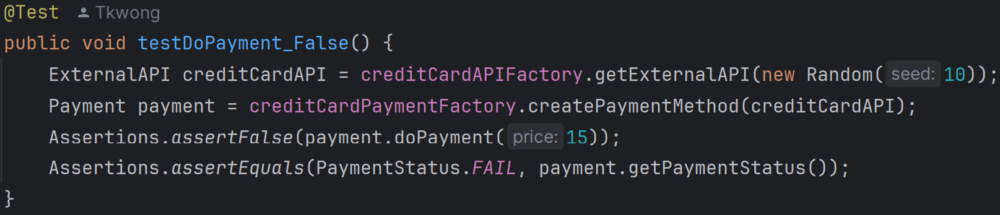 @Test Tkwong
public void testDoPayment_False() {
    ExternalAPI creditCardAPI = creditCardAPIFactory.getExternalAPI(new Random( seed: 10));
    Payment payment = creditCardPaymentFactory.createPaymentMethod(creditCardAPI);
    Assertions.assertFalse(payment.doPayment( price: 15));
    Assertions.assertEquals(PaymentStatus.FAIL, payment.getPaymentStatus());
}